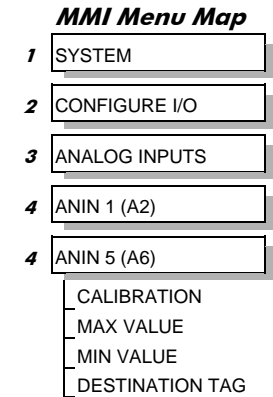 MMI Menu Map
1 SYSTEM
2 CONFIGURE I/O
3 ANALOG INPUTS
4 ANIN 1 (A2)
4 ANIN 5 (A6)
CALIBRATION
MAX VALUE
MIN VALUE
DESTINATION TAG